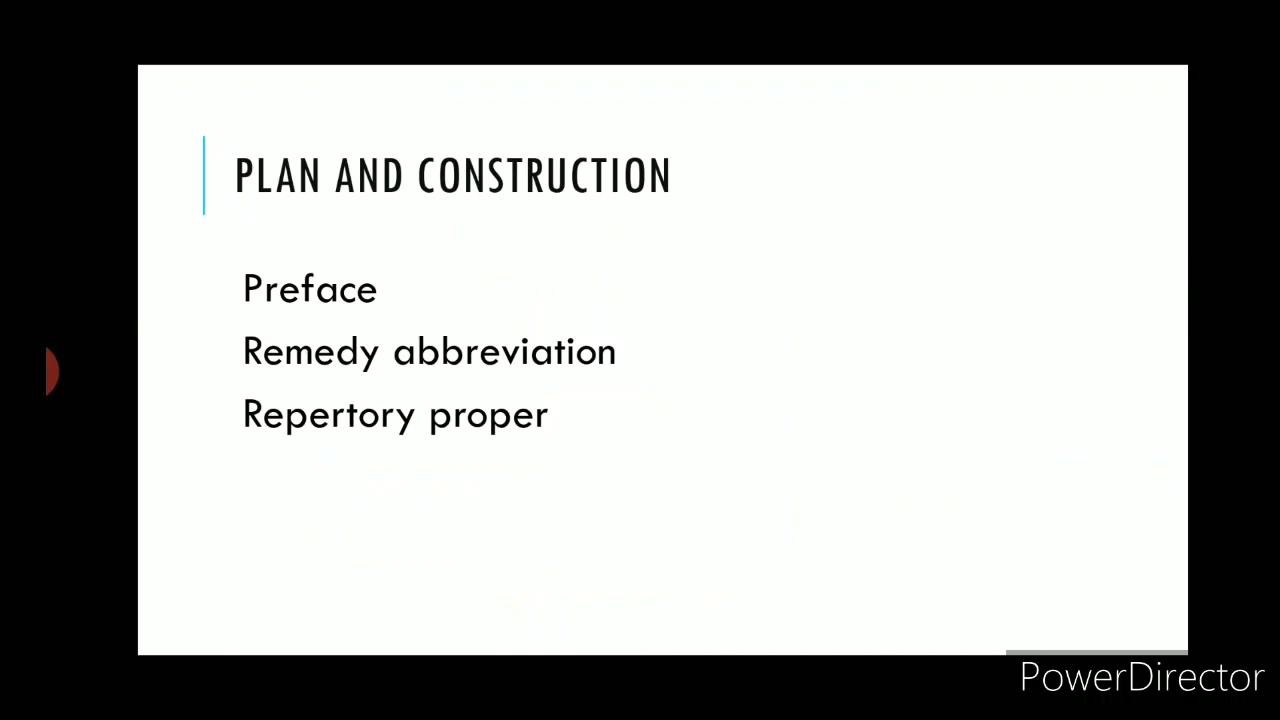 PLAN AND CONSTRUCTION
Preface
Remedy abbreviation
Repertory proper
PowerDirector